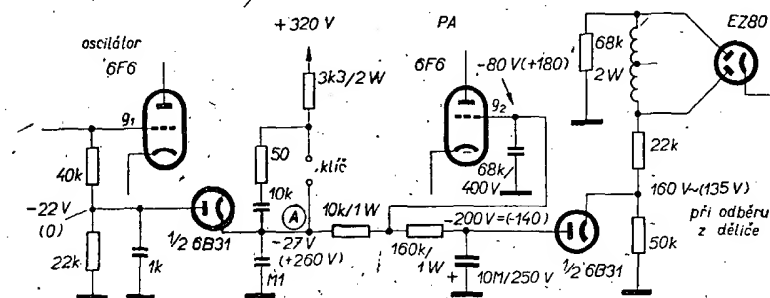 oscilátor
6F6
g1
40k
-22 V
(0)
22k
1k
1/2 6B31
+320 V
3k3/2 W
50
klíč
10k
A
-27 V
(+260 V)
M1
10k/1 W
PA
6F6
-80 V (+180)
g2
68k/
400 V
160k/
1W
-200 V=(-140)
+
10M/250 V
1/2 6B31
68k
2 W
EZ80
22k
160 V~(135 V)
při odběru
z děliče
50k